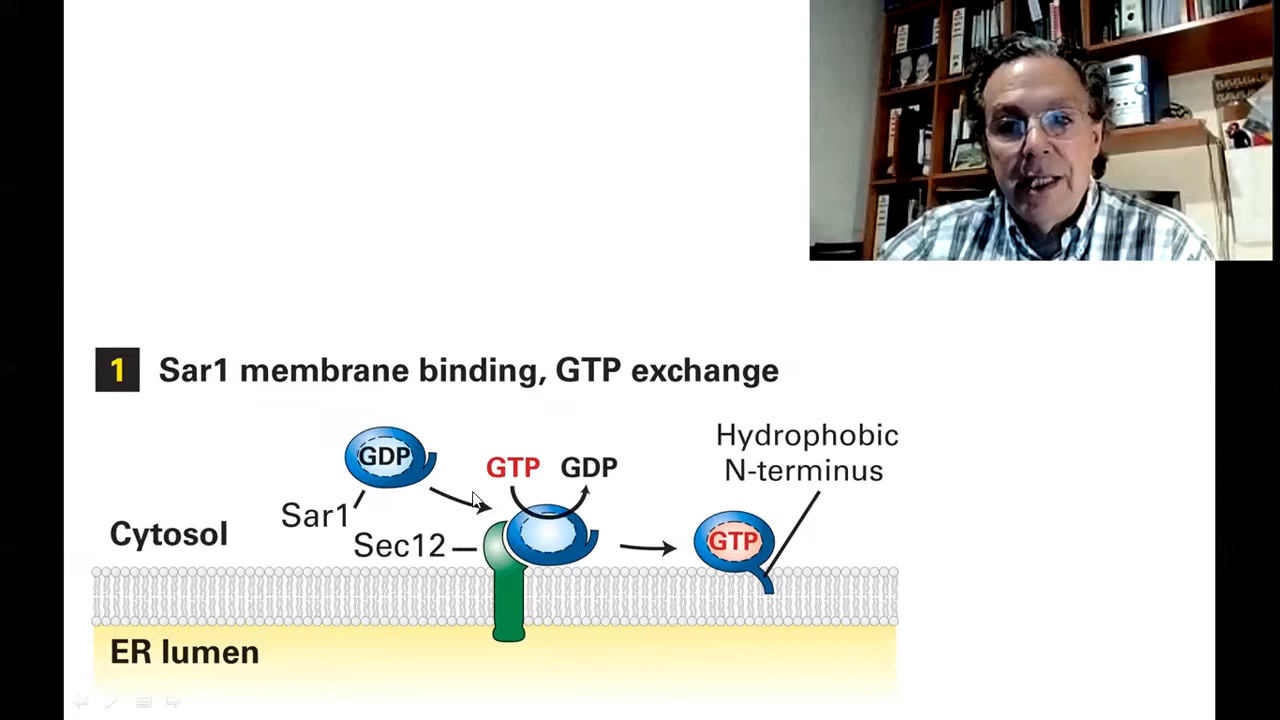 1 Sar1 membrane binding, GTP exchange
Hydrophobic
N-terminus
GDP
GTP GDP
Sar1
Cytosol
Sec12
GTP
ER lumen